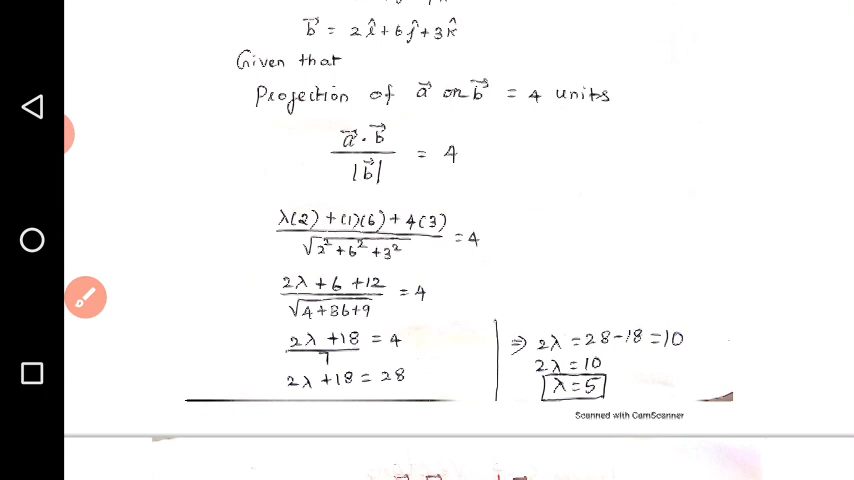 b⃗ = 2î + 6ĵ + 3k̂
Given that
Projection of a⃗ on b⃗ = 4 units
a⃗ · b⃗ / |b⃗| = 4
λ(2) + (1)(6) + 4(3) / √2² + 6² + 3² = 4
2λ + 6 + 12 / √4 + 36 + 9 = 4
2λ + 18 / 7 = 4
2λ + 18 = 28
⇒ 2λ = 28 - 18 = 10
2λ = 10
λ = 5
Scanned with CamScanner